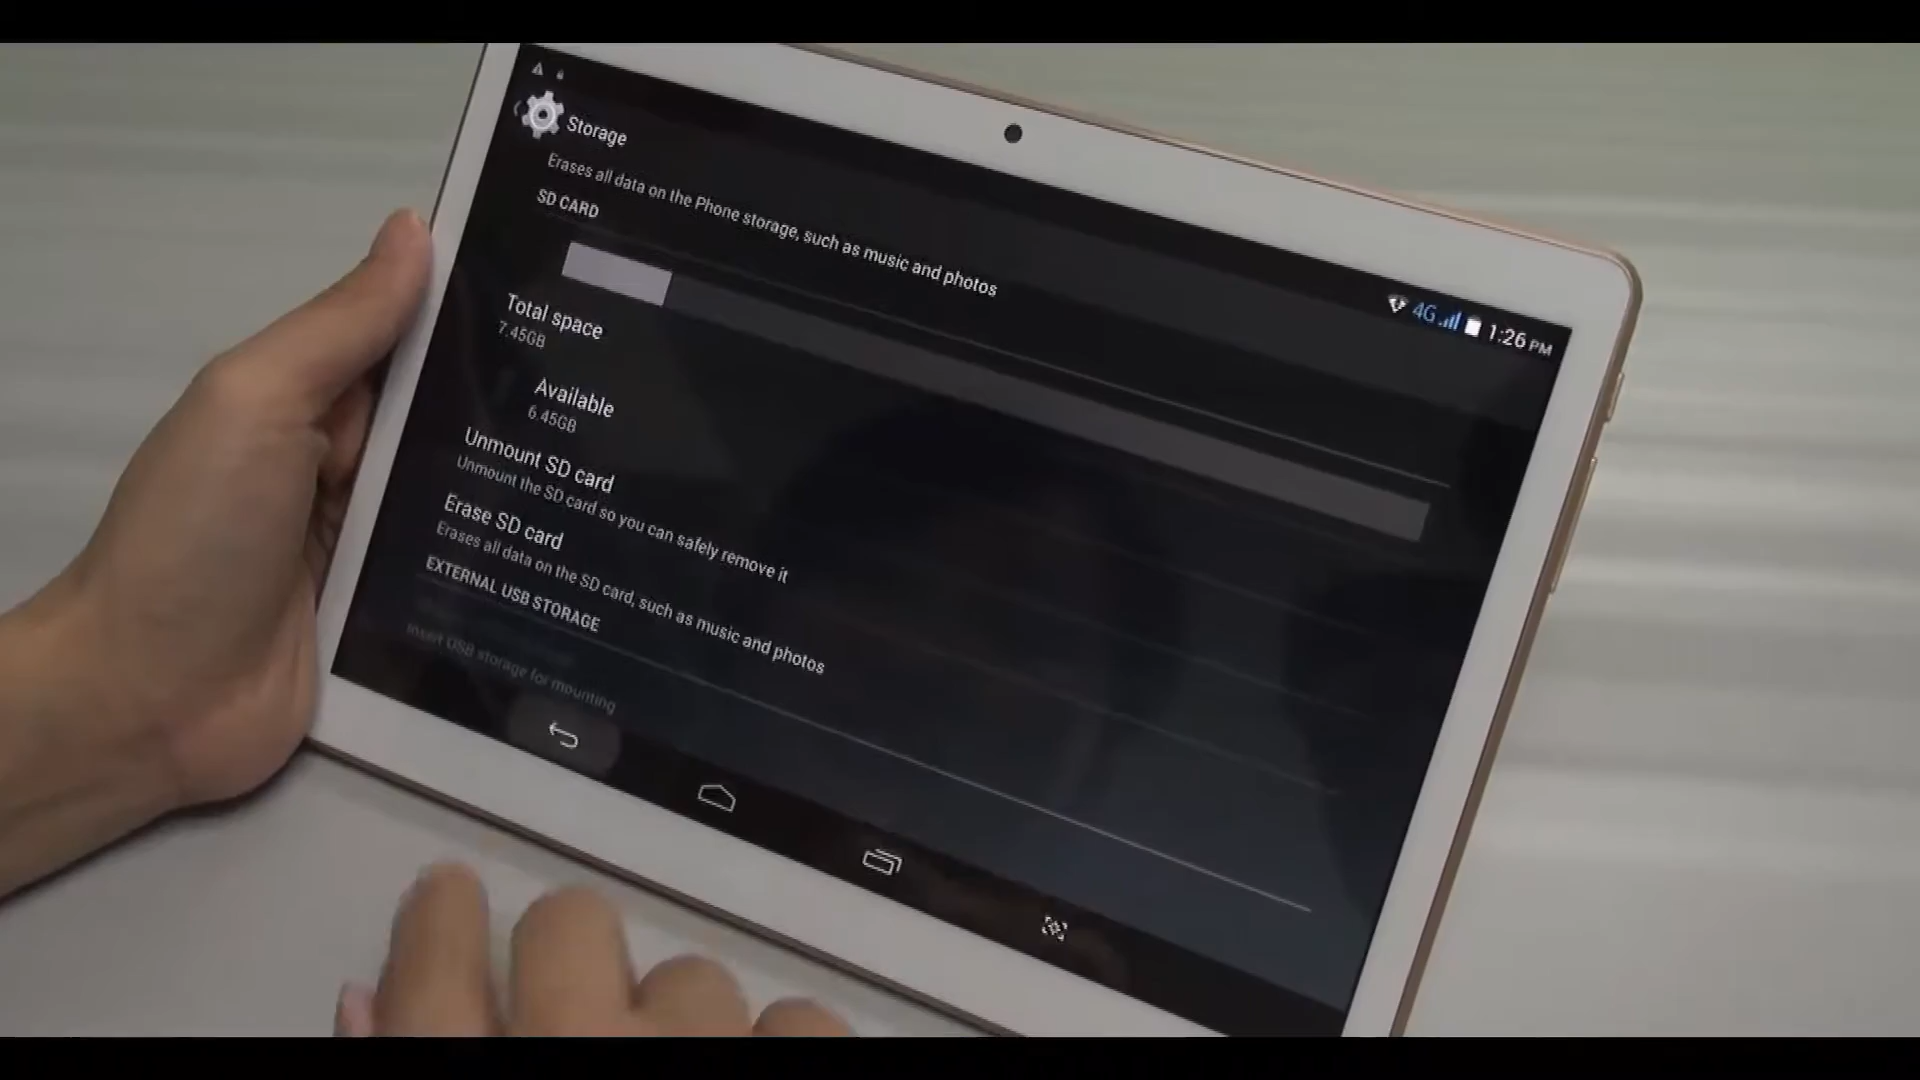 Storage
4G 1:26 PM
Erases all data on the Phone storage, such as music and photos
SD CARD
Total space
7.45GB
Available
6.45GB
Unmount SD card
Unmount the SD card so you can safely remove it
Erase SD card
Erases all data on the SD card, such as music and photos
EXTERNAL USB STORAGE
Insert USB storage for mounting